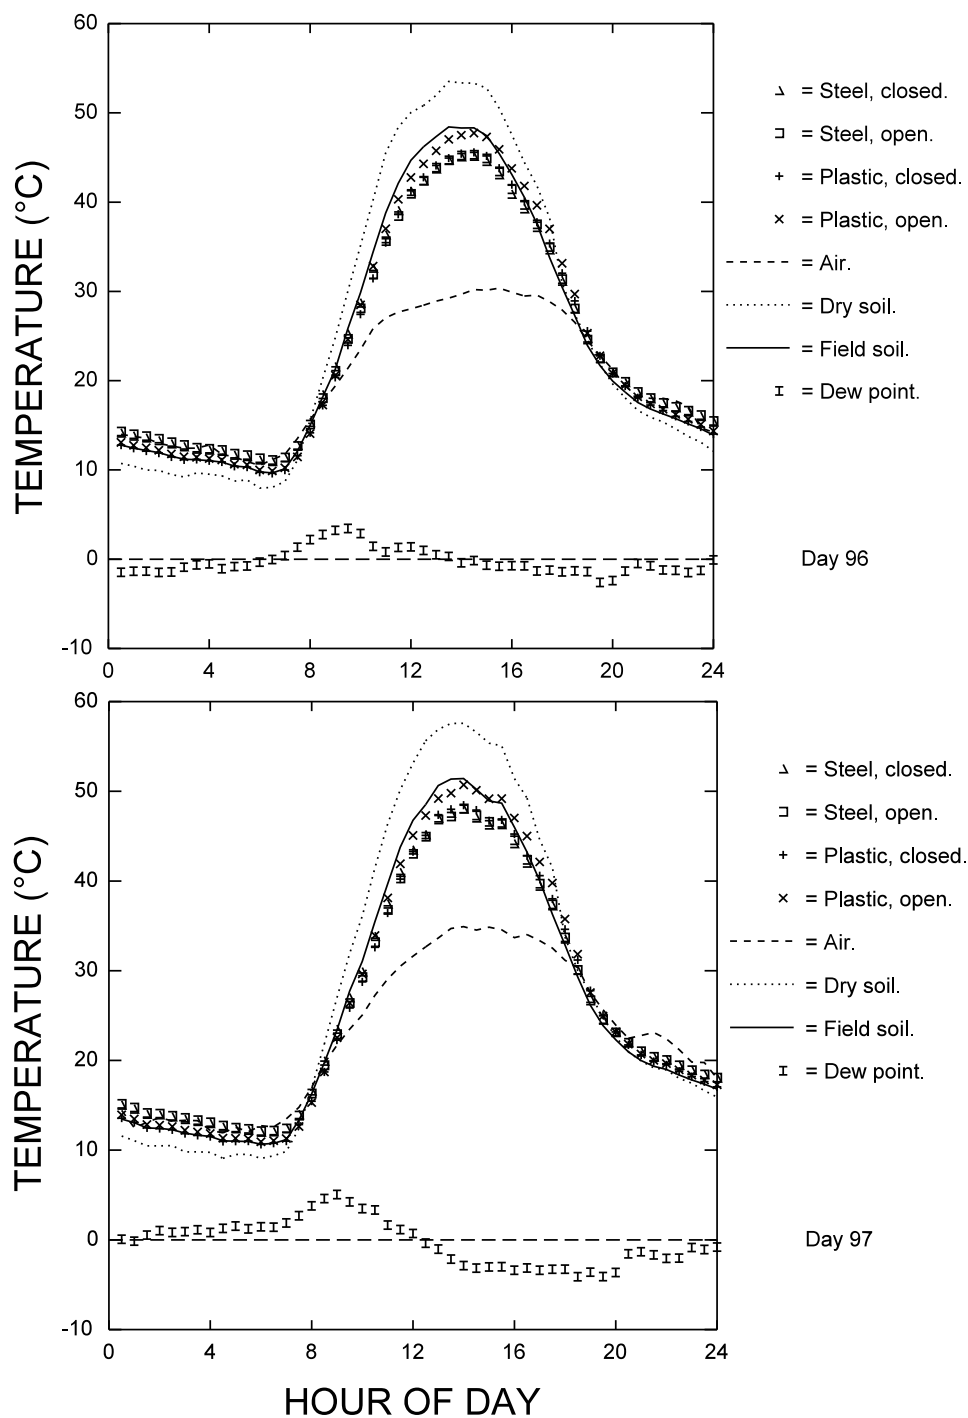 60
50
40
30
20
10
0
-10
TEMPERATURE (°C)
0 4 8 12 16 20 24
= Steel, closed.
= Steel, open.
+ = Plastic, closed.
× = Plastic, open.
= Air.
= Dry soil.
= Field soil.
= Dew point.
Day 96
60
50
40
30
20
10
0
-10
TEMPERATURE (°C)
0 4 8 12 16 20 24
HOUR OF DAY
= Steel, closed.
= Steel, open.
+ = Plastic, closed.
× = Plastic, open.
= Air.
= Dry soil.
= Field soil.
= Dew point.
Day 97